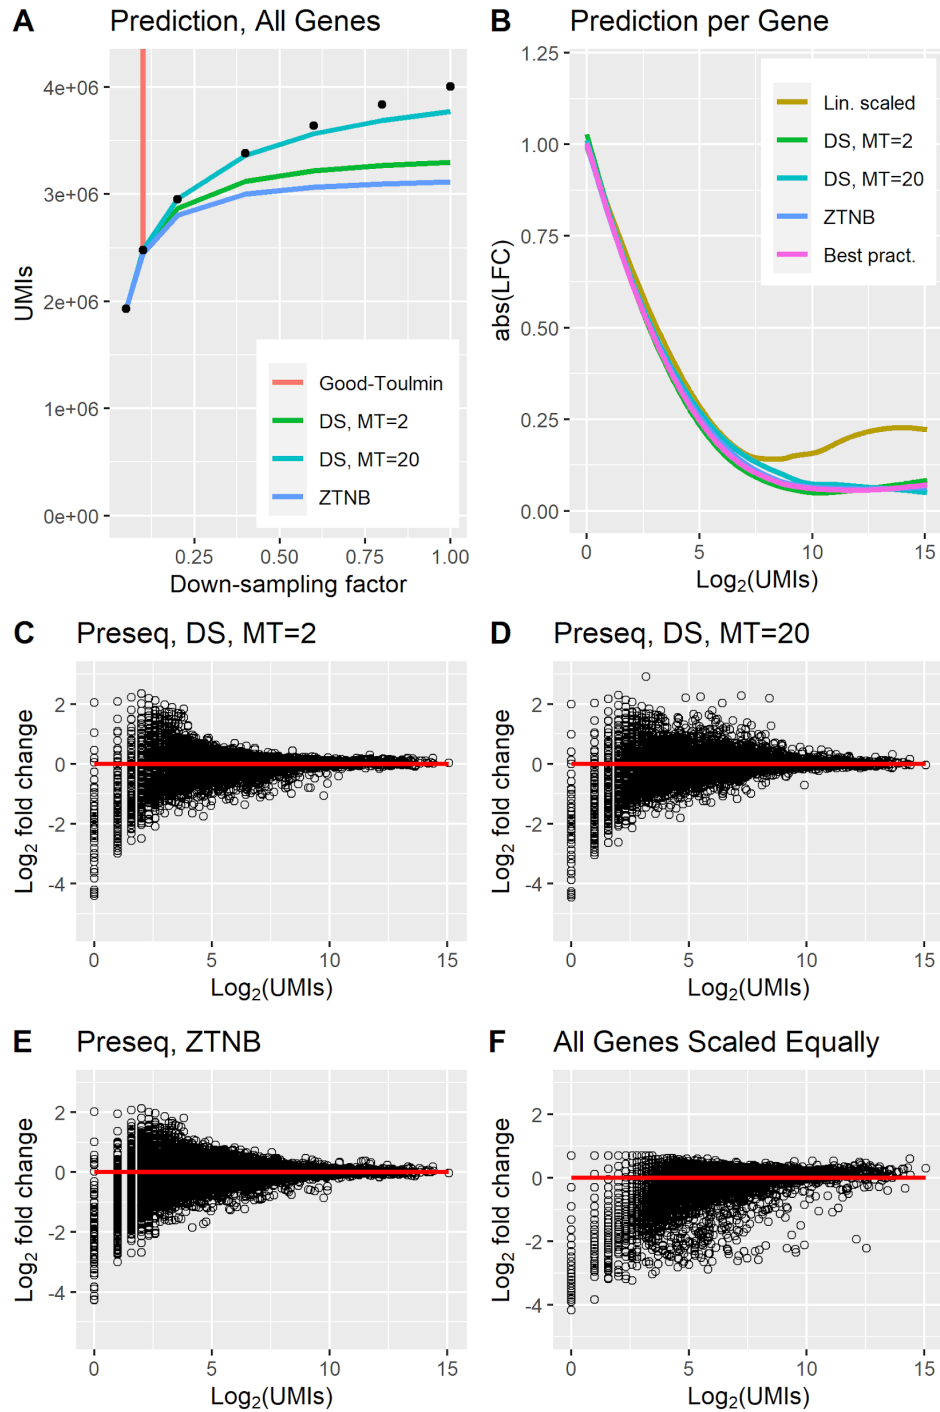 A Prediction, All Genes
UMIs
4e+06
3e+06
2e+06
1e+06
0e+00
Good-Toulmin
DS, MT=2
DS, MT=20
ZTNB
0.25 0.50 0.75 1.00
Down-sampling factor
B Prediction per Gene
abs(LFC)
1.25
1.00
0.75
0.50
0.25
0.00
Lin. scaled
DS, MT=2
DS, MT=20
ZTNB
Best pract.
0 5 10 15
Log2(UMIs)
C Preseq, DS, MT=2
Log2 fold change
2
0
-2
-4
0 5 10 15
Log2(UMIs)
D Preseq, DS, MT=20
Log2 fold change
2
0
-2
-4
0 5 10 15
Log2(UMIs)
E Preseq, ZTNB
Log2 fold change
2
0
-2
-4
0 5 10 15
Log2(UMIs)
F All Genes Scaled Equally
Log2 fold change
2
0
-2
-4
0 5 10 15
Log2(UMIs)